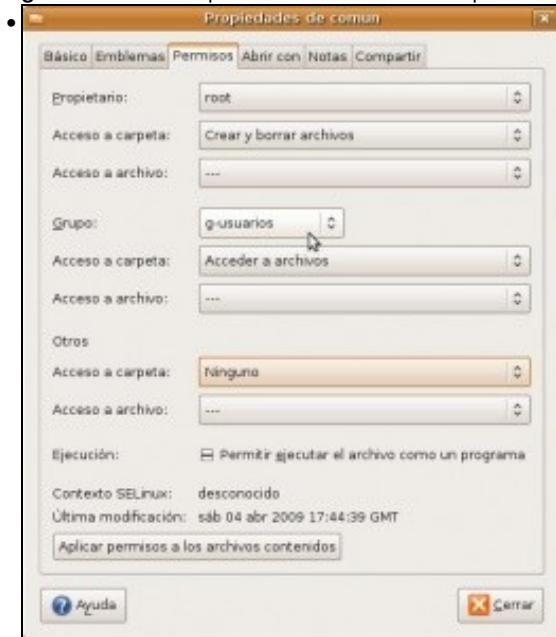 Propiedades de comun
Básico Emblemas Permisos Abrir con Notas Compartir
Propietario: root
Acceso a carpeta: Crear y borrar archivos
Acceso a archivo: ---
Grupo: g-usuarios
Acceso a carpeta: Acceder a archivos
Acceso a archivo: ---
Otros
Acceso a carpeta: Ninguno
Acceso a archivo: ---
Ejecución: Permitir ejecutar el archivo como un programa
Contexto SELinux: desconocido
Última modificación: sáb 04 abr 2009 17:44:39 GMT
Aplicar permisos a los archivos contenidos
Ayuda Cerrar